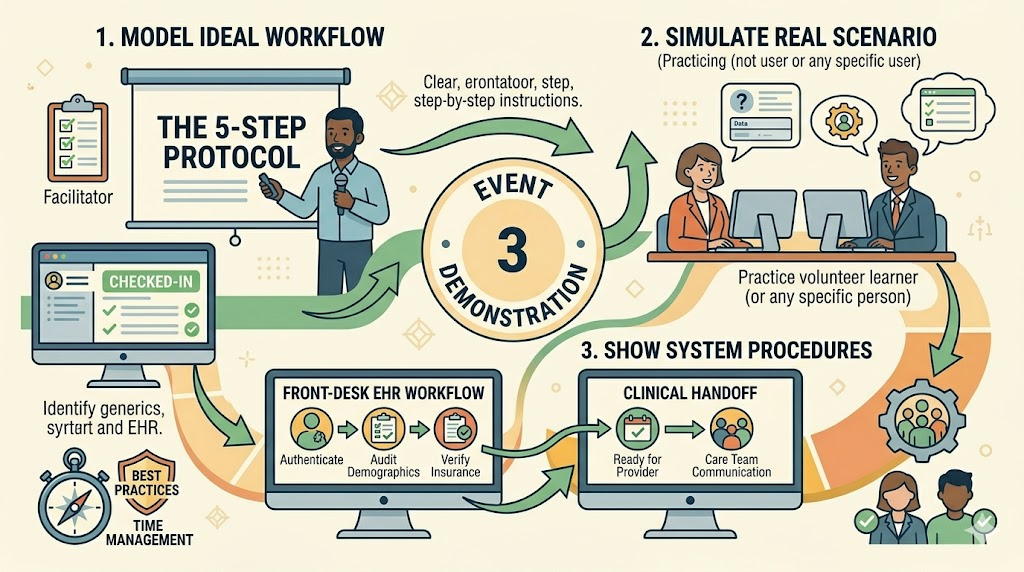 1. MODEL IDEAL WORKFLOW
THE 5-STEP
PROTOCOL
Facilitator
Clear, erontatoor, step,
step-by-step instructions.
2. SIMULATE REAL SCENARIO
(Practicing (not user or any specific user)
?
Data
Practice volunteer learner
(or any specific person)
EVENT
3
DEMONSTRATION
CHECKED-IN
Identify generics,
syrtart and EHR.
BEST
PRACTICES
TIME
MANAGEMENT
3. SHOW SYSTEM PROCEDURES
FRONT-DESK EHR WORKFLOW
Authenticate
Audit
Demographics
Verify
Insurance
CLINICAL HANDOFF
Ready for
Provider
Care Team
Communication